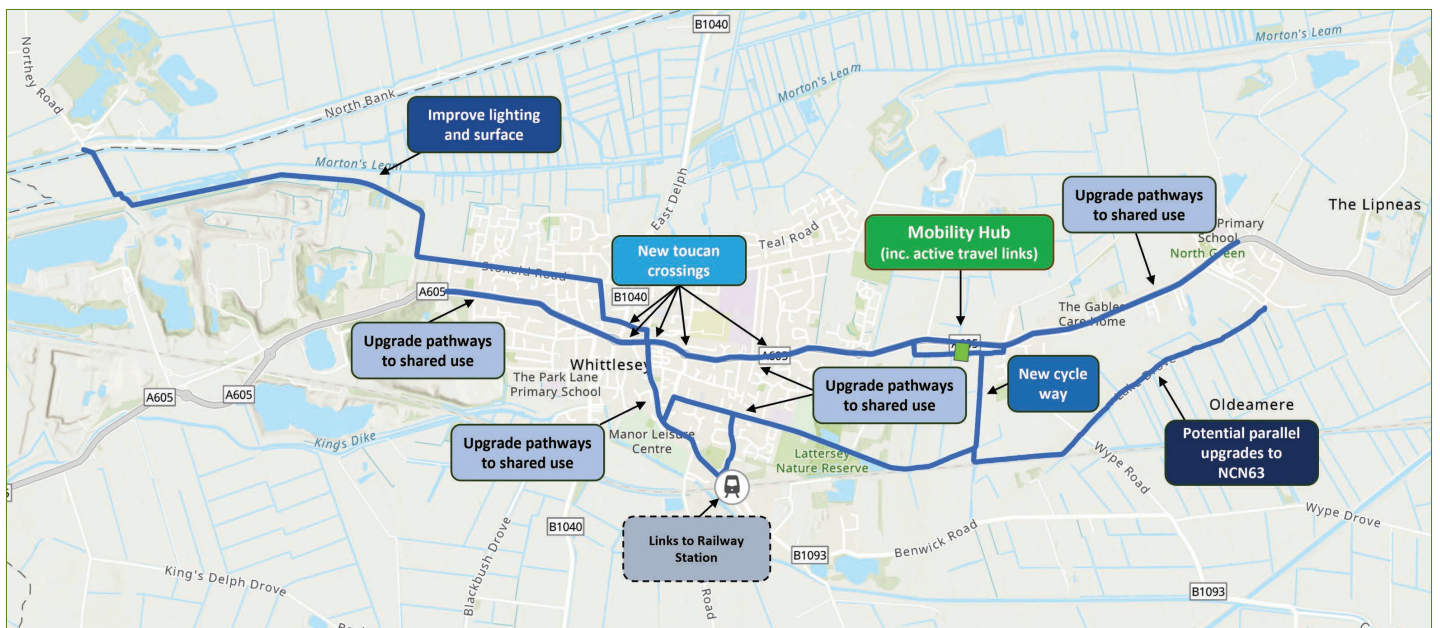 B1040
Morton's Leam
Northey Road
North Bank
Morton's Leam
Improve lighting
and surface
Morton's Leam
East Delph
Upgrade pathways
to shared use
The Lipneas
Primary
School
North Green
Teal Road
Mobility Hub
(inc. active travel links)
New toucan
crossings
Stonald Road
A605
B1040
The Gables
Care Home
Upgrade pathways
to shared use
A605
A605
Whittlesey
The Park Lane
Primary School
Upgrade pathways
to shared use
New cycle
way
Lake Drove
A605
A605
Oldeamere
King's Dike
Upgrade pathways
to shared use
Manor Leisure
Centre
Lattersey
Nature Reserve
Potential parallel
upgrades to
NCN63
Wype Road
Wype Drove
Blackbush Drove
B1040
Links to Railway
Station
B1093
Benwick Road
King's Delph Drove
Road
B1093